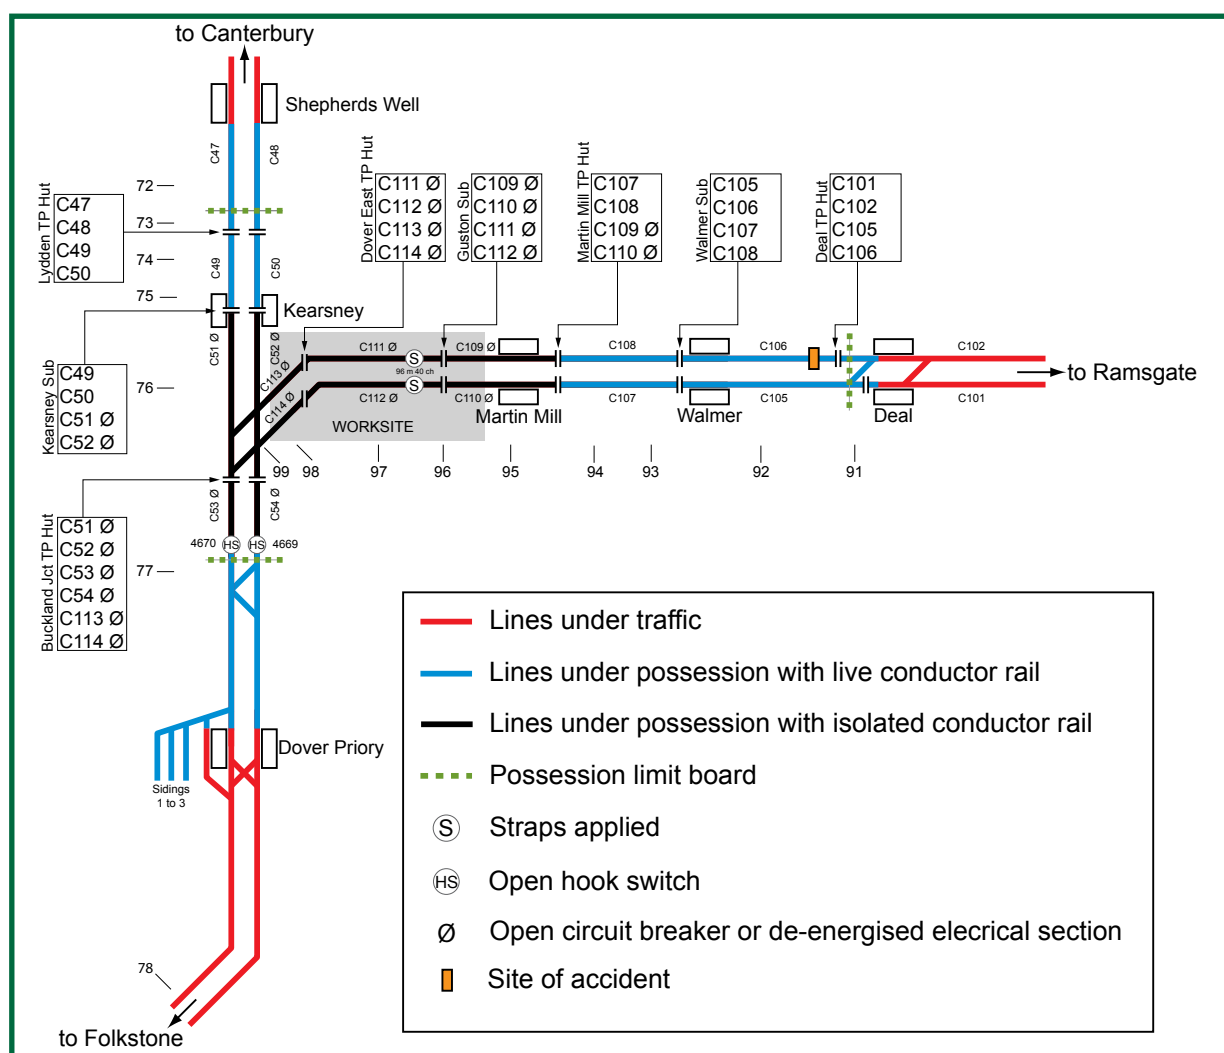 to Canterbury
Shepherds Well
C47
C48
72
73
74
75
Lydden TP Hut
C47
C48
C49
C50
C49
C50
Kearsney
Dover East TP Hut
C111 Ø
C112 Ø
C113 Ø
C114 Ø
Guston Sub
C109 Ø
C110 Ø
C111 Ø
C112 Ø
Martin Mill TP Hut
C107
C108
C109 Ø
C110 Ø
Walmer Sub
C105
C106
C107
C108
Deal TP Hut
C101
C102
C105
C106
C51 Ø
C52 Ø
C113 Ø
C114 Ø
C111 Ø
S
96 m 40 ch
S
C112 Ø
C109 Ø
C110 Ø
Martin Mill
C108
C107
Walmer
C106
C105
Deal
C102
C101
to Ramsgate
WORKSITE
99
98
97
96
95
94
93
92
91
Kearsney Sub
C49
C50
C51 Ø
C52 Ø
76
C53 Ø
C54 Ø
Buckland Jct TP Hut
C51 Ø
C52 Ø
C53 Ø
C54 Ø
C113 Ø
C114 Ø
4670
HS
HS
4669
77
Dover Priory
Sidings
1 to 3
78
to Folkstone
Lines under traffic
Lines under possession with live conductor rail
Lines under possession with isolated conductor rail
Possession limit board
S Straps applied
HS Open hook switch
Ø Open circuit breaker or de-energised elecrical section
Site of accident